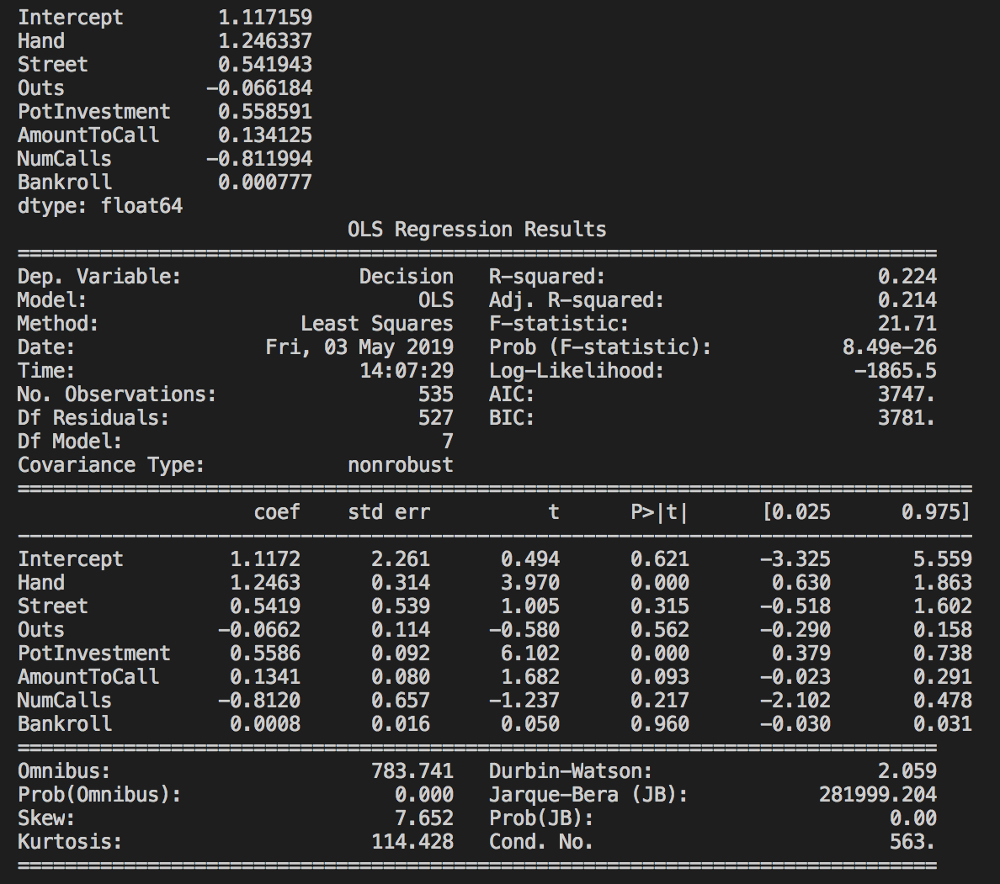 Intercept        1.117159
Hand             1.246337
Street           0.541943
Outs            -0.066184
PotInvestment    0.558591
AmountToCall     0.134125
NumCalls        -0.811994
Bankroll         0.000777
dtype: float64
                            OLS Regression Results
==============================================================================
Dep. Variable:               Decision   R-squared:                       0.224
Model:                            OLS   Adj. R-squared:                  0.214
Method:                 Least Squares   F-statistic:                     21.71
Date:                Fri, 03 May 2019   Prob (F-statistic):           8.49e-26
Time:                        14:07:29   Log-Likelihood:                -1865.5
No. Observations:                 535   AIC:                             3747.
Df Residuals:                     527   BIC:                             3781.
Df Model:                           7
Covariance Type:            nonrobust
=================================================================================
                    coef    std err          t      P>|t|      [0.025      0.975]
---------------------------------------------------------------------------------
Intercept         1.1172      2.261      0.494      0.621      -3.325       5.559
Hand              1.2463      0.314      3.970      0.000       0.630       1.863
Street            0.5419      0.539      1.005      0.315      -0.518       1.602
Outs             -0.0662      0.114     -0.580      0.562      -0.290       0.158
PotInvestment     0.5586      0.092      6.102      0.000       0.379       0.738
AmountToCall      0.1341      0.080      1.682      0.093      -0.023       0.291
NumCalls         -0.8120      0.657     -1.237      0.217      -2.102       0.478
Bankroll          0.0008      0.016      0.050      0.960      -0.030       0.031
==============================================================================
Omnibus:                      783.741   Durbin-Watson:                   2.059
Prob(Omnibus):                  0.000   Jarque-Bera (JB):           281999.204
Skew:                           7.652   Prob(JB):                         0.00
Kurtosis:                     114.428   Cond. No.                         563.
==============================================================================